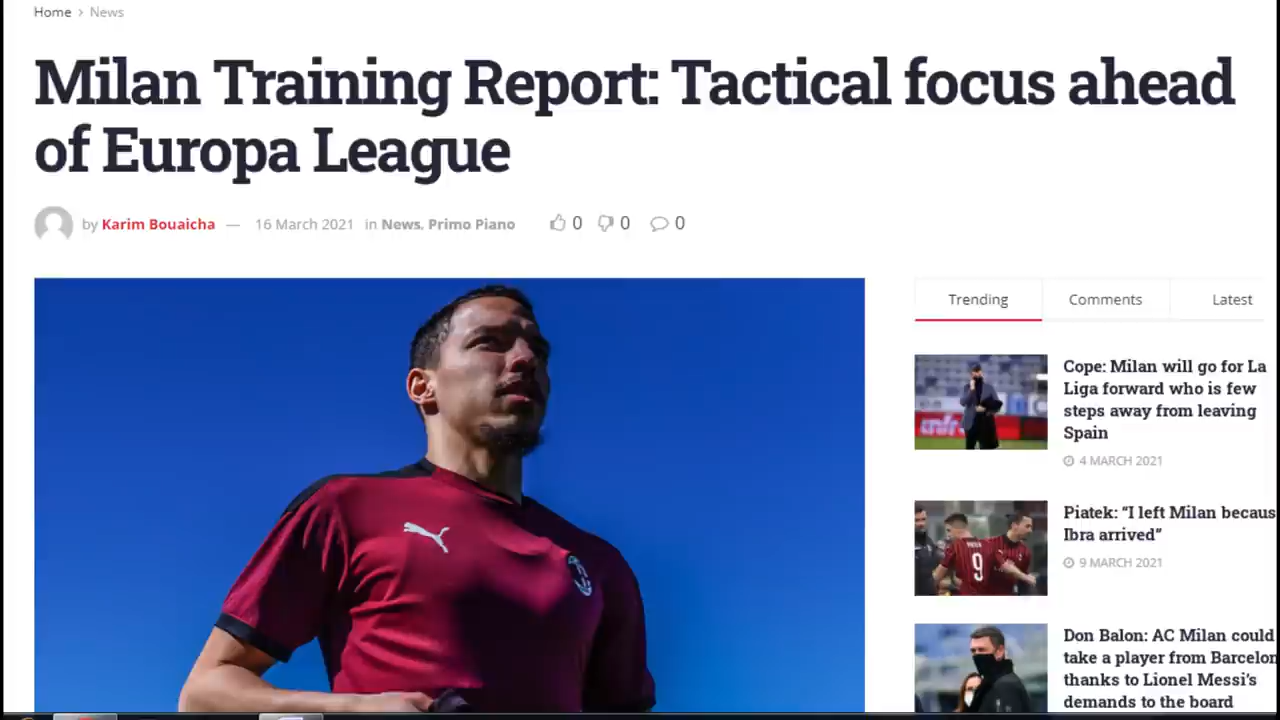 Home > News
Milan Training Report: Tactical focus ahead
of Europa League
by Karim Bouaicha — 16 March 2021 in News, Primo Piano 0 0 0
Trending Comments Latest
Cope: Milan will go for La
Liga forward who is few
steps away from leaving
Spain
4 MARCH 2021
Piatek: “I left Milan becaus
Ibra arrived”
9 MARCH 2021
9
Don Balon: AC Milan could
take a player from Barcelon
thanks to Lionel Messi’s
demands to the board